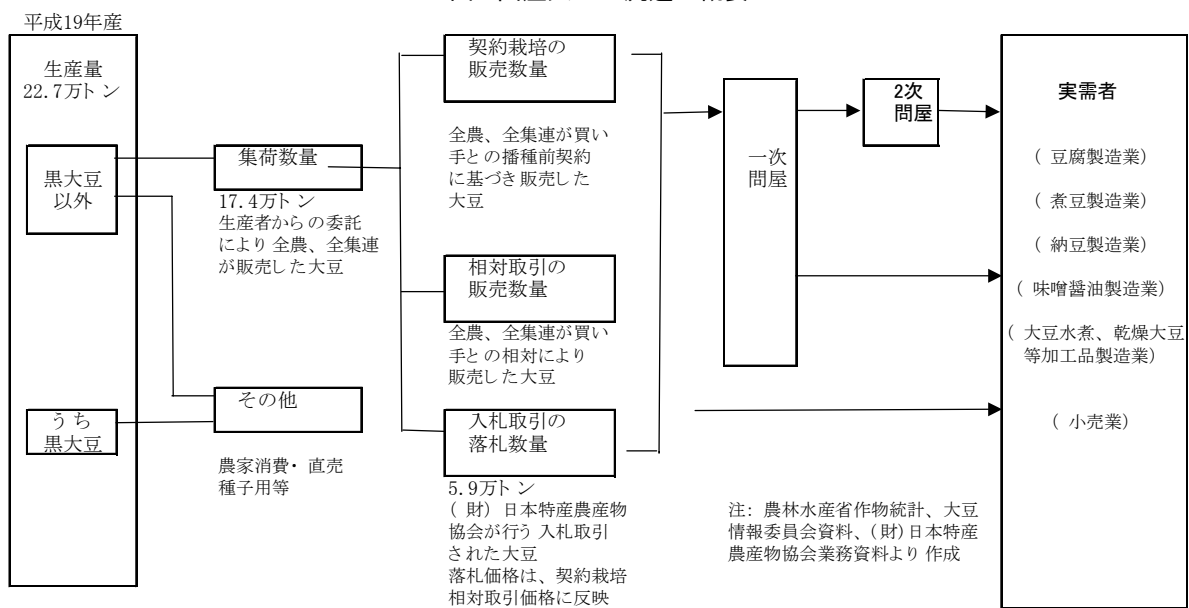 平成19年産
生産量
22.7万トン
黒大豆
以外
うち
黒大豆
集荷数量
17.4万トン
生産者からの委託
により全農、全集連
が販売した大豆
その他
農家消費・直売
種子用等
契約栽培の
販売数量
全農、全集連が買い
手との播種前契約
に基づき販売した
大豆
相対取引の
販売数量
全農、全集連が買い
手との相対により
販売した大豆
入札取引の
落札数量
5.9万トン
(財)日本特産農産物
協会が行う入札取引
された大豆
落札価格は、契約栽培
相対取引価格に反映
一次
問屋
2次
問屋
実需者
(豆腐製造業)
(煮豆製造業)
(納豆製造業)
(味噌醤油製造業)
(大豆水煮、乾燥大豆
等加工品製造業)
(小売業)
注:農林水産省作物統計、大豆
情報委員会資料、(財)日本特産
農産物協会業務資料より作成